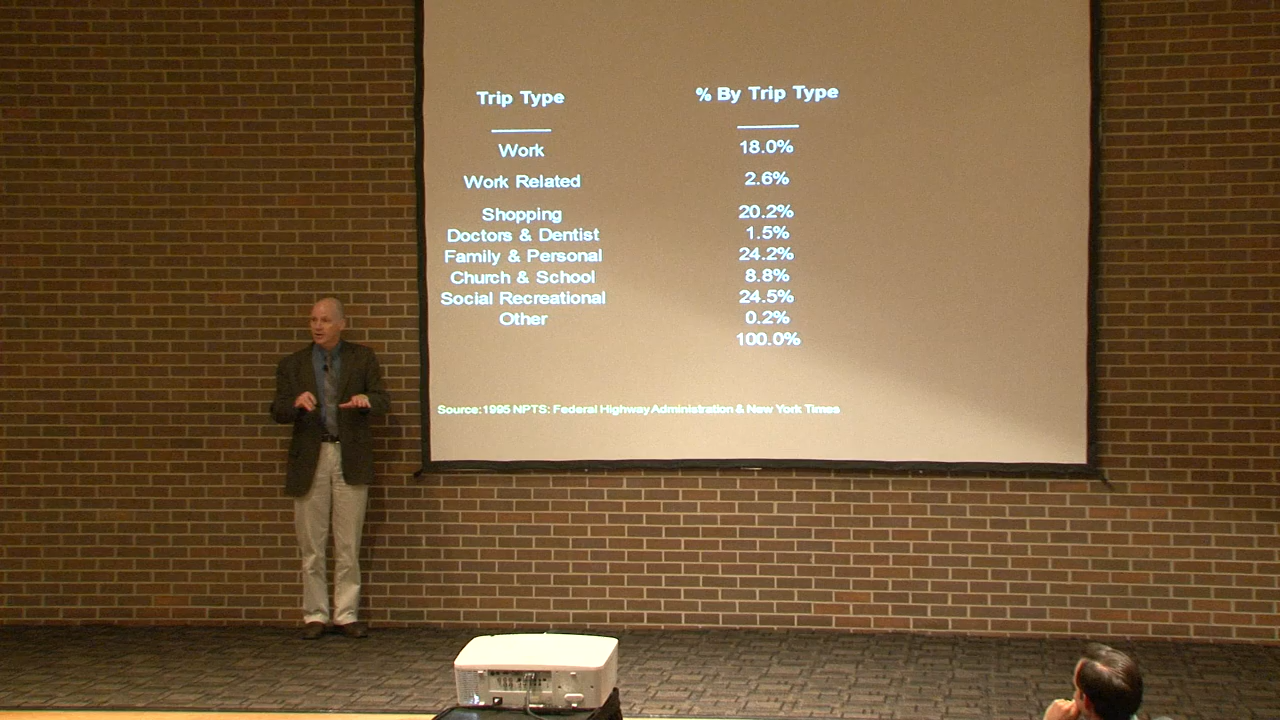 Trip Type % By Trip Type
Work 18.0%
Work Related 2.6%
Shopping 20.2%
Doctors & Dentist 1.5%
Family & Personal 24.2%
Church & School 8.8%
Social Recreational 24.5%
Other 0.2%
100.0%
Source:1995 NPTS: Federal Highway Administration & New York Times